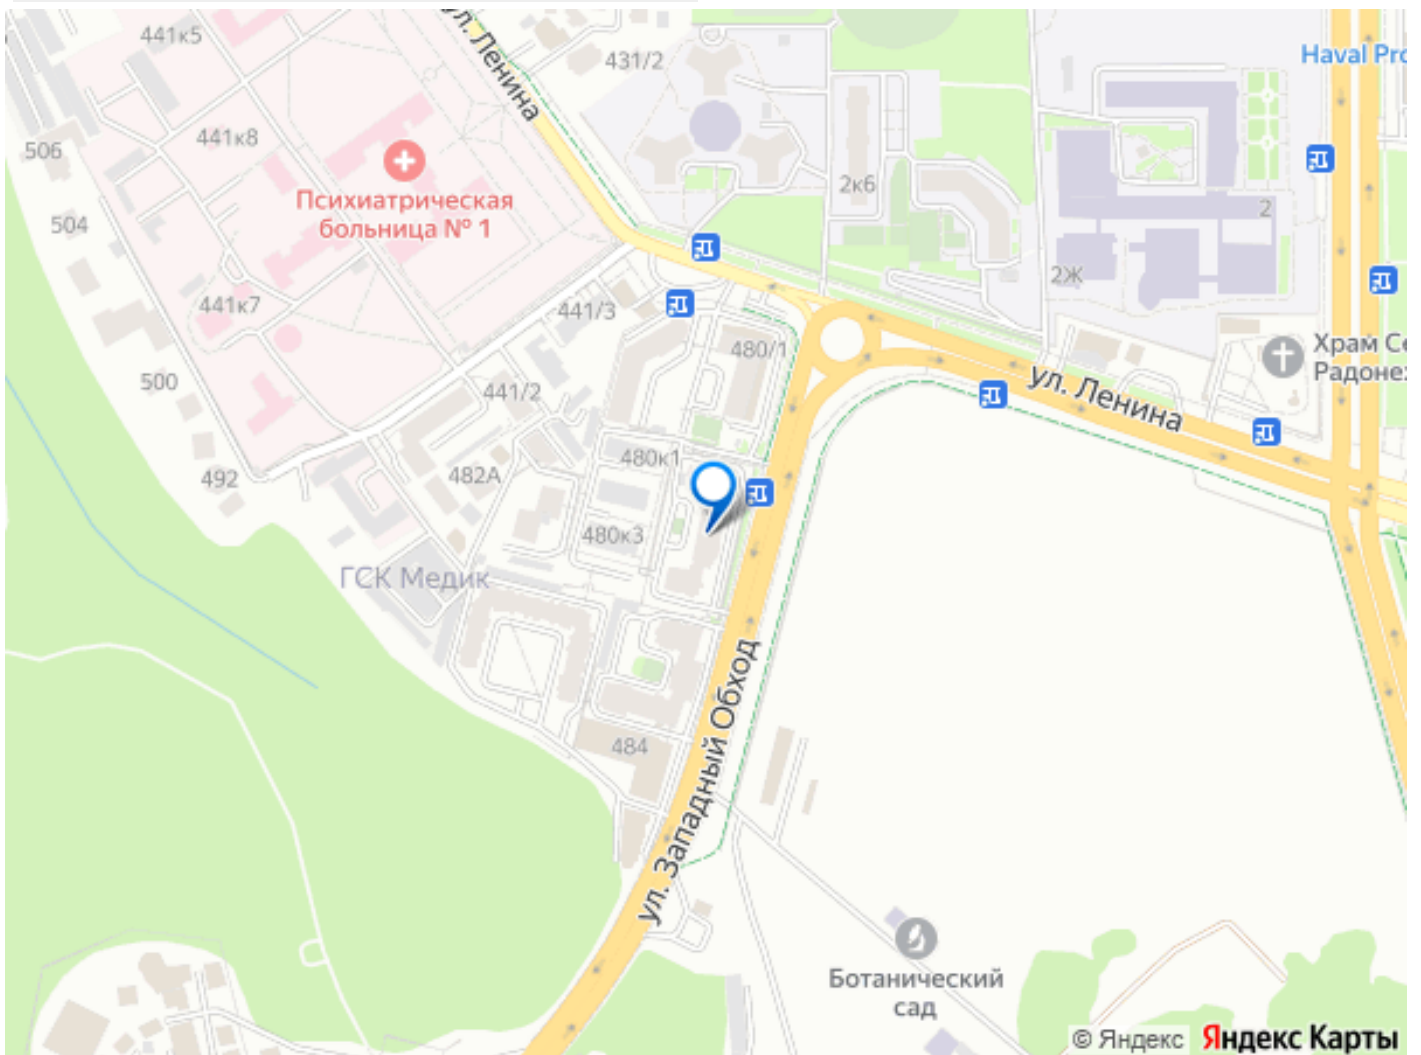 441к5
ул. Ленина
431/2
Haval Pro
506
441к8
Психиатрическая
больница № 1
2к6
504
2
2Ж
441к7
441/3
480/1
Храм Се
Радонеж
500
441/2
ул. Ленина
492
482А
480к1
480к3
ГСК Медик
484
ул. Западный Обход
Ботанический
сад
© Яндекс Яндекс Карты